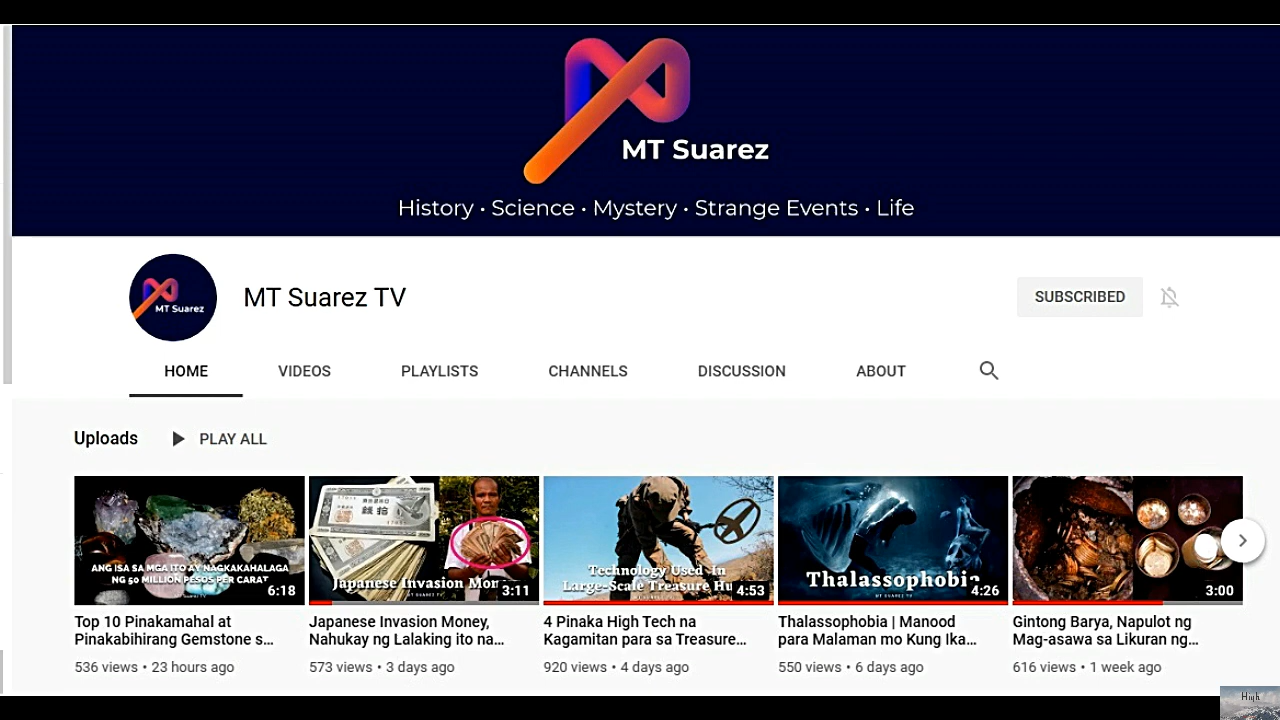 MT Suarez
History • Science • Mystery • Strange Events • Life
MT Suarez
MT Suarez TV
SUBSCRIBED
HOME VIDEOS PLAYLISTS CHANNELS DISCUSSION ABOUT
Uploads PLAY ALL
ANG ISA SA MGA ITO AY NAGKAKAHALAGA
NG 50 MILLION PESOS PER CARAT
6:18
Top 10 Pinakamahal at
Pinakabihirang Gemstone s...
536 views • 23 hours ago
Japanese Invasion Mon
3:11
Japanese Invasion Money,
Nahukay ng Lalaking ito na...
573 views • 3 days ago
Technology Used In
Large-Scale Treasure Hu
4:53
4 Pinaka High Tech na
Kagamitan para sa Treasure...
920 views • 4 days ago
Thalassophobia
MT SUAREZ TV
4:26
Thalassophobia | Manood
para Malaman mo Kung Ika...
550 views • 6 days ago
3:00
Gintong Barya, Napulot ng
Mag-asawa sa Likuran ng...
616 views • 1 week ago
High